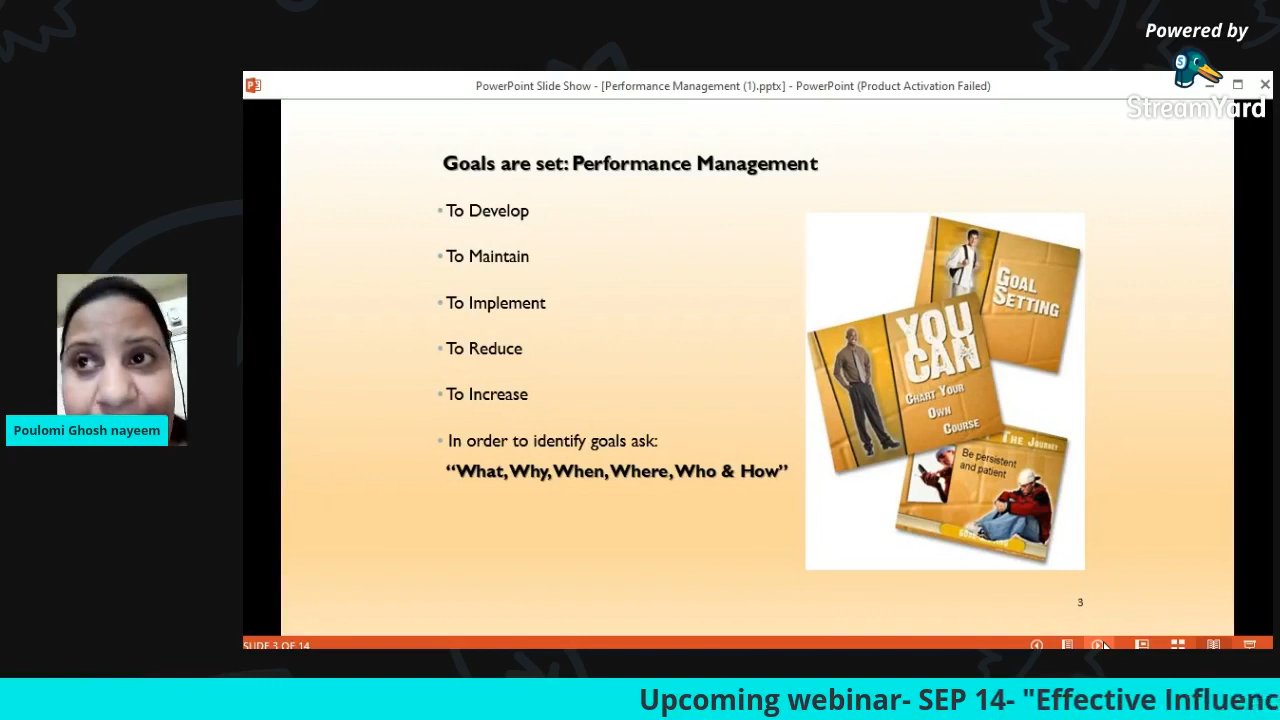 Powered by
StreamYard
PowerPoint Slide Show - [Performance Management (1).pptx] - PowerPoint (Product Activation Failed)
Goals are set: Performance Management
• To Develop
• To Maintain
• To Implement
• To Reduce
• To Increase
• In order to identify goals ask:
“What, Why, When, Where, Who & How”
GOAL
SETTING
YOU
CAN
CHART YOUR
OWN
COURSE
THE JOURNEY
Be persistent
and patient
3
SLIDE 3 OF 14
Poulomi Ghosh nayeem
Upcoming webinar- SEP 14- "Effective Influenc